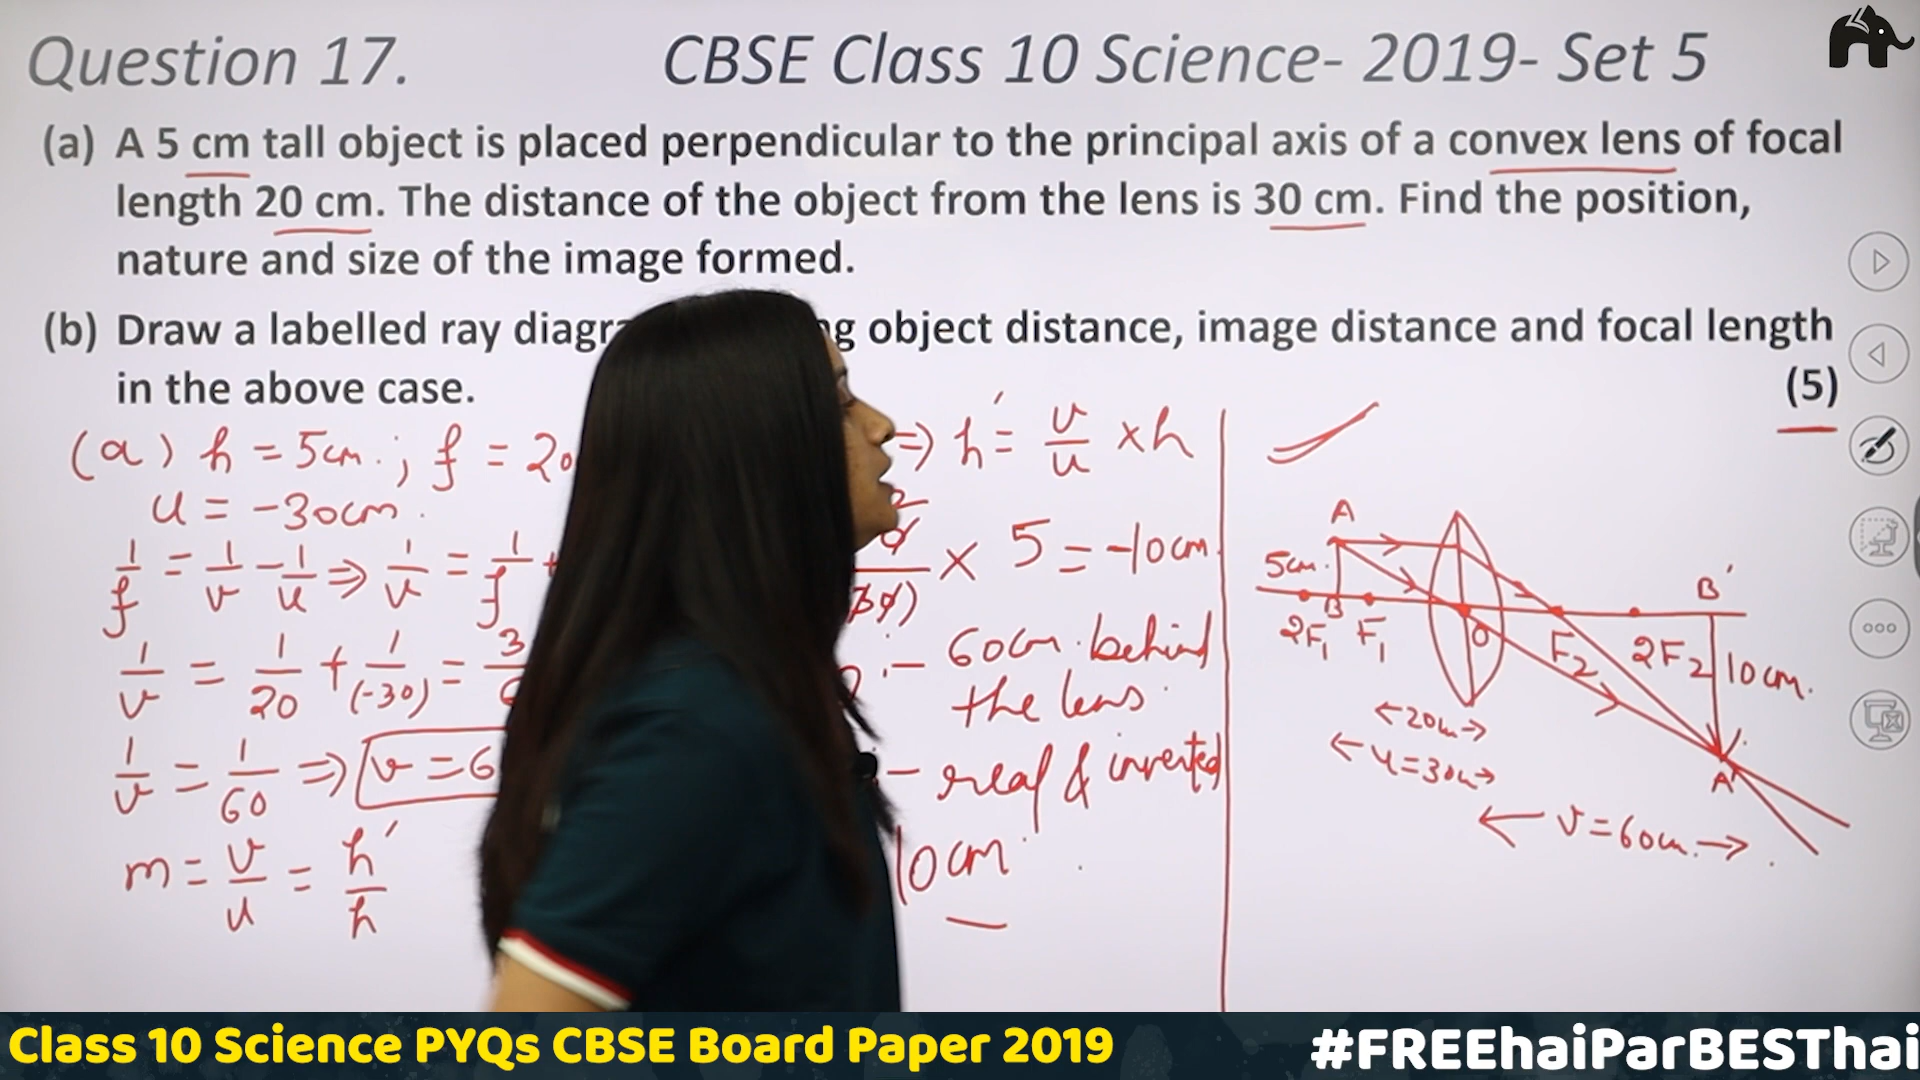 Question 17.
CBSE Class 10 Science- 2019- Set 5
(a) A 5 cm tall object is placed perpendicular to the principal axis of a convex lens of focal
length 20 cm. The distance of the object from the lens is 30 cm. Find the position,
nature and size of the image formed.
(b) Draw a labelled ray object distance, image distance and focal length
in the above case.
(5)
(a) h = 5cm. ; f = 20
u = -30cm.
1/f = 1/v - 1/u ⇒ 1/v = 1/f +
1/v = 1/20 + 1/(-30) = 3
1/v = 1/60 ⇒ v = 6
m = v/u = h'/h
⇒ h' = v/u × h
× 5 = -10cm.
:- 60cm. behind
the lens.
- real & inverted
10cm
A
5cm.
B
2F₁
F₁
O
F₂
2F₂
B'
10cm.
A'
←20cm→
←u=30cm→
← v=60cm. →
Class 10 Science PYQs CBSE Board Paper 2019
#FREEhaiParBESThai